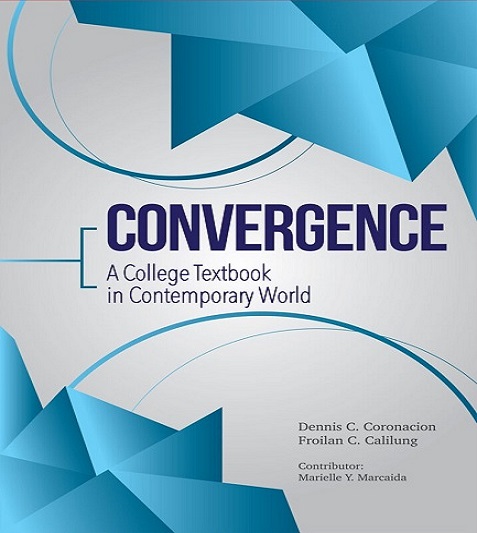 CONVERGENCE
A College Textbook
in Contemporary World
Dennis C. Coronacion
Froilan C. Calilung
Contributor:
Marielle Y. Marcaida